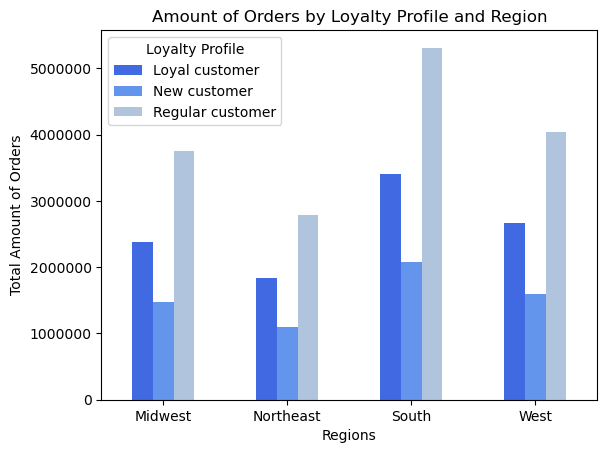 Amount of Orders by Loyalty Profile and Region
Loyalty Profile
Loyal customer
New customer
Regular customer
Total Amount of Orders
5000000
4000000
3000000
2000000
1000000
0
Midwest Northeast South West
Regions